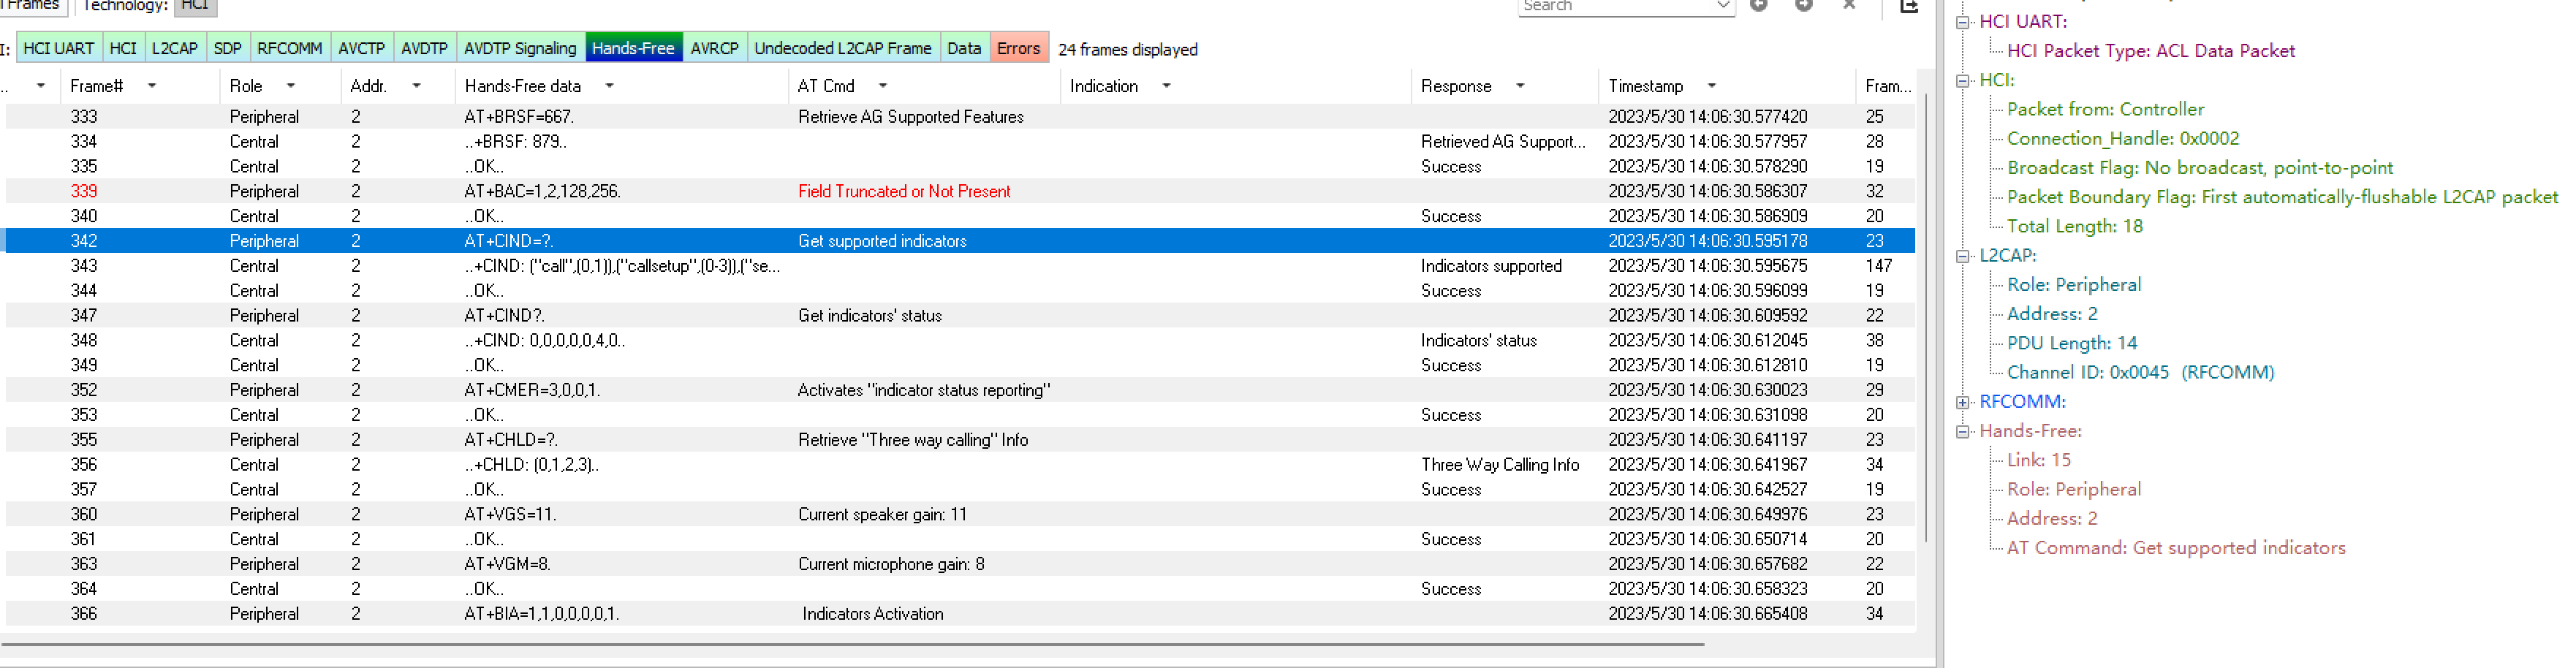 Frames Technology: HCI Search
I: HCI UART HCI L2CAP SDP RFCOMM AVCTP AVDTP AVDTP Signaling Hands-Free AVRCP Undecoded L2CAP Frame Data Errors 24 frames displayed
.. Frame# Role Addr. Hands-Free data AT Cmd Indication Response Timestamp Fram...
333 Peripheral 2 AT+BRSF=667. Retrieve AG Supported Features 2023/5/30 14:06:30.577420 25
334 Central 2 ..+BRSF: 879.. Retrieved AG Support... 2023/5/30 14:06:30.577957 28
335 Central 2 ..OK.. Success 2023/5/30 14:06:30.578290 19
339 Peripheral 2 AT+BAC=1,2,128,256. Field Truncated or Not Present 2023/5/30 14:06:30.586307 32
340 Central 2 ..OK.. Success 2023/5/30 14:06:30.586909 20
342 Peripheral 2 AT+CIND=?. Get supported indicators 2023/5/30 14:06:30.595178 23
343 Central 2 ..+CIND: ("call",(0,1)),("callsetup",(0-3)),("se... Indicators supported 2023/5/30 14:06:30.595675 147
344 Central 2 ..OK.. Success 2023/5/30 14:06:30.596099 19
347 Peripheral 2 AT+CIND?. Get indicators' status 2023/5/30 14:06:30.609592 22
348 Central 2 ..+CIND: 0,0,0,0,0,4,0.. Indicators' status 2023/5/30 14:06:30.612045 38
349 Central 2 ..OK.. Success 2023/5/30 14:06:30.612810 19
352 Peripheral 2 AT+CMER=3,0,0,1. Activates "indicator status reporting" 2023/5/30 14:06:30.630023 29
353 Central 2 ..OK.. Success 2023/5/30 14:06:30.631098 20
355 Peripheral 2 AT+CHLD=?. Retrieve "Three way calling" Info 2023/5/30 14:06:30.641197 23
356 Central 2 ..+CHLD: (0,1,2,3).. Three Way Calling Info 2023/5/30 14:06:30.641967 34
357 Central 2 ..OK.. Success 2023/5/30 14:06:30.642527 19
360 Peripheral 2 AT+VGS=11. Current speaker gain: 11 2023/5/30 14:06:30.649976 23
361 Central 2 ..OK.. Success 2023/5/30 14:06:30.650714 20
363 Peripheral 2 AT+VGM=8. Current microphone gain: 8 2023/5/30 14:06:30.657682 22
364 Central 2 ..OK.. Success 2023/5/30 14:06:30.658323 20
366 Peripheral 2 AT+BIA=1,1,0,0,0,0,1. Indicators Activation 2023/5/30 14:06:30.665408 34
HCI UART:
HCI Packet Type: ACL Data Packet
HCI:
Packet from: Controller
Connection_Handle: 0x0002
Broadcast Flag: No broadcast, point-to-point
Packet Boundary Flag: First automatically-flushable L2CAP packet
Total Length: 18
L2CAP:
Role: Peripheral
Address: 2
PDU Length: 14
Channel ID: 0x0045 (RFCOMM)
RFCOMM:
Hands-Free:
Link: 15
Role: Peripheral
Address: 2
AT Command: Get supported indicators